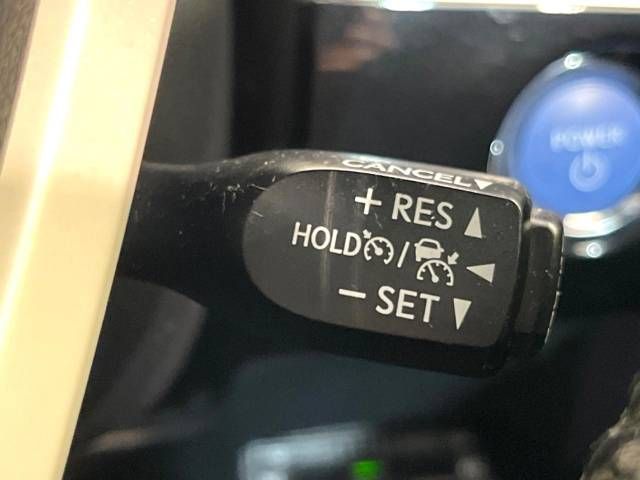 CANCEL▼
+ RES ▲
HOLD / ◀
− SET ▼
POWER